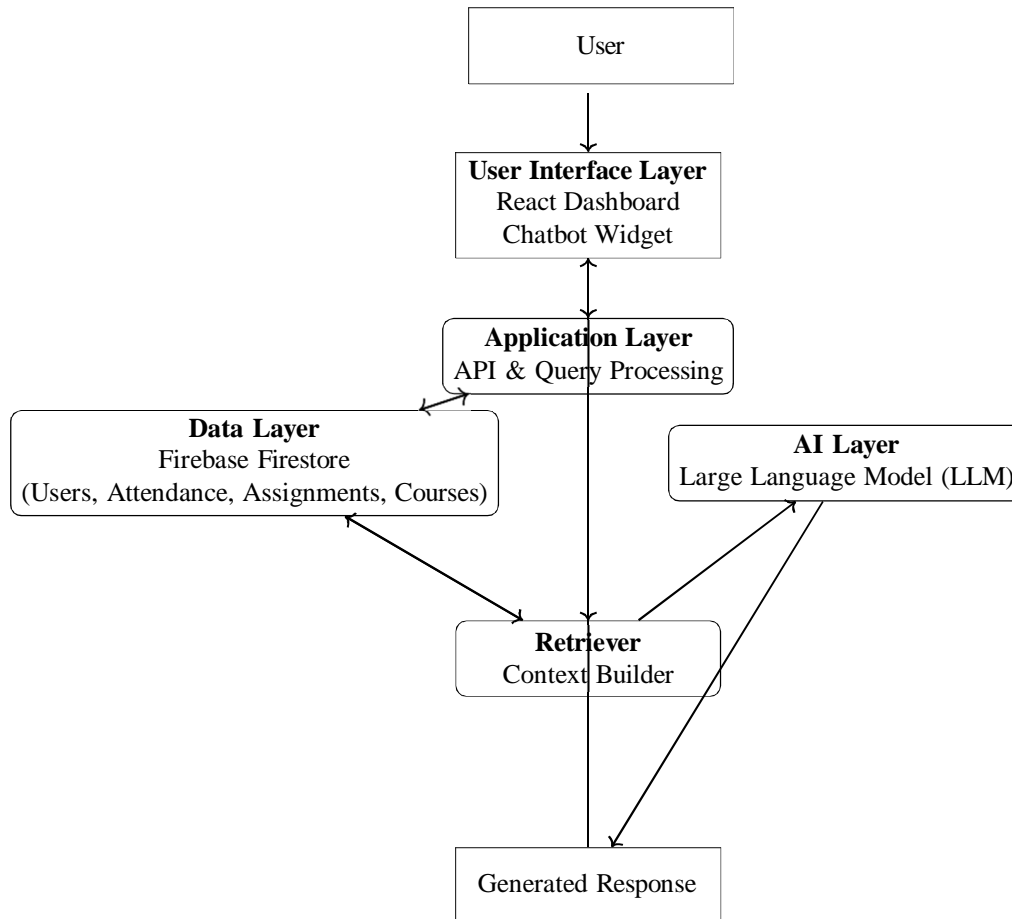 User
User Interface Layer
React Dashboard
Chatbot Widget
Application Layer
API & Query Processing
Data Layer
Firebase Firestore
(Users, Attendance, Assignments, Courses)
AI Layer
Large Language Model (LLM)
Retriever
Context Builder
Generated Response